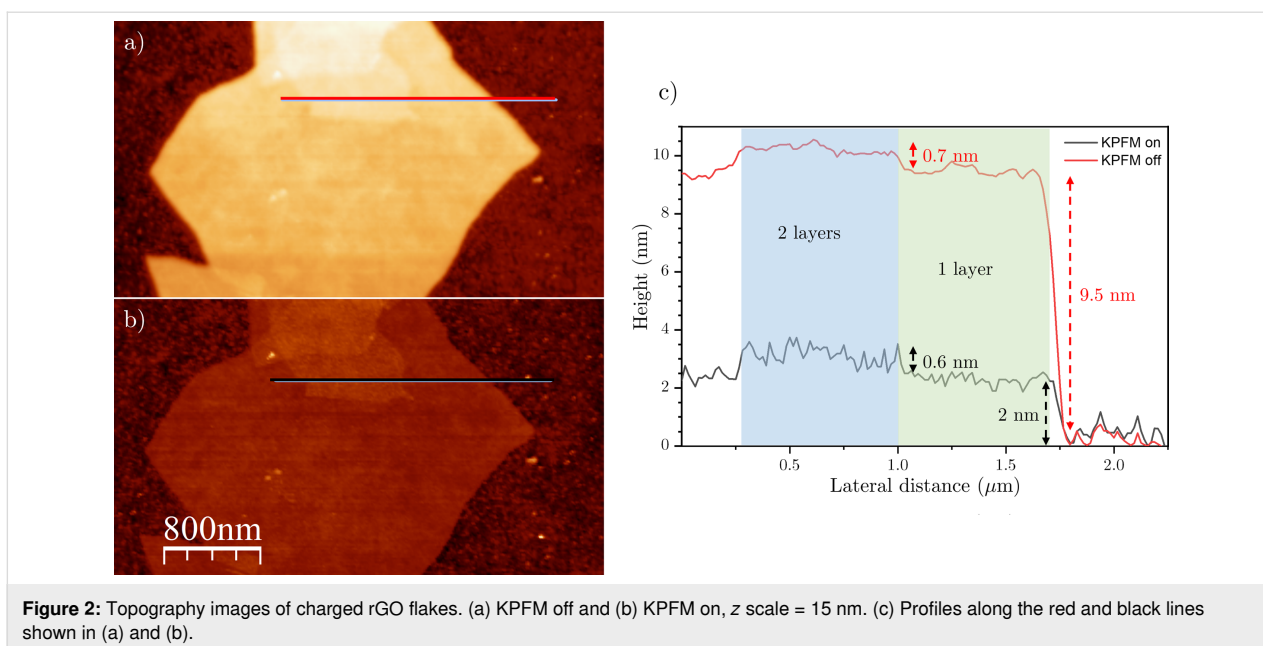 a)
b)
800nm
c)
KPFM on
KPFM off
10
8
6
4
2
0
Height (nm)
0.7 nm
2 layers
1 layer
9.5 nm
0.6 nm
2 nm
0.5
1.0
1.5
2.0
Lateral distance (μm)
Figure 2: Topography images of charged rGO flakes. (a) KPFM off and (b) KPFM on, z scale = 15 nm. (c) Profiles along the red and black lines
shown in (a) and (b).